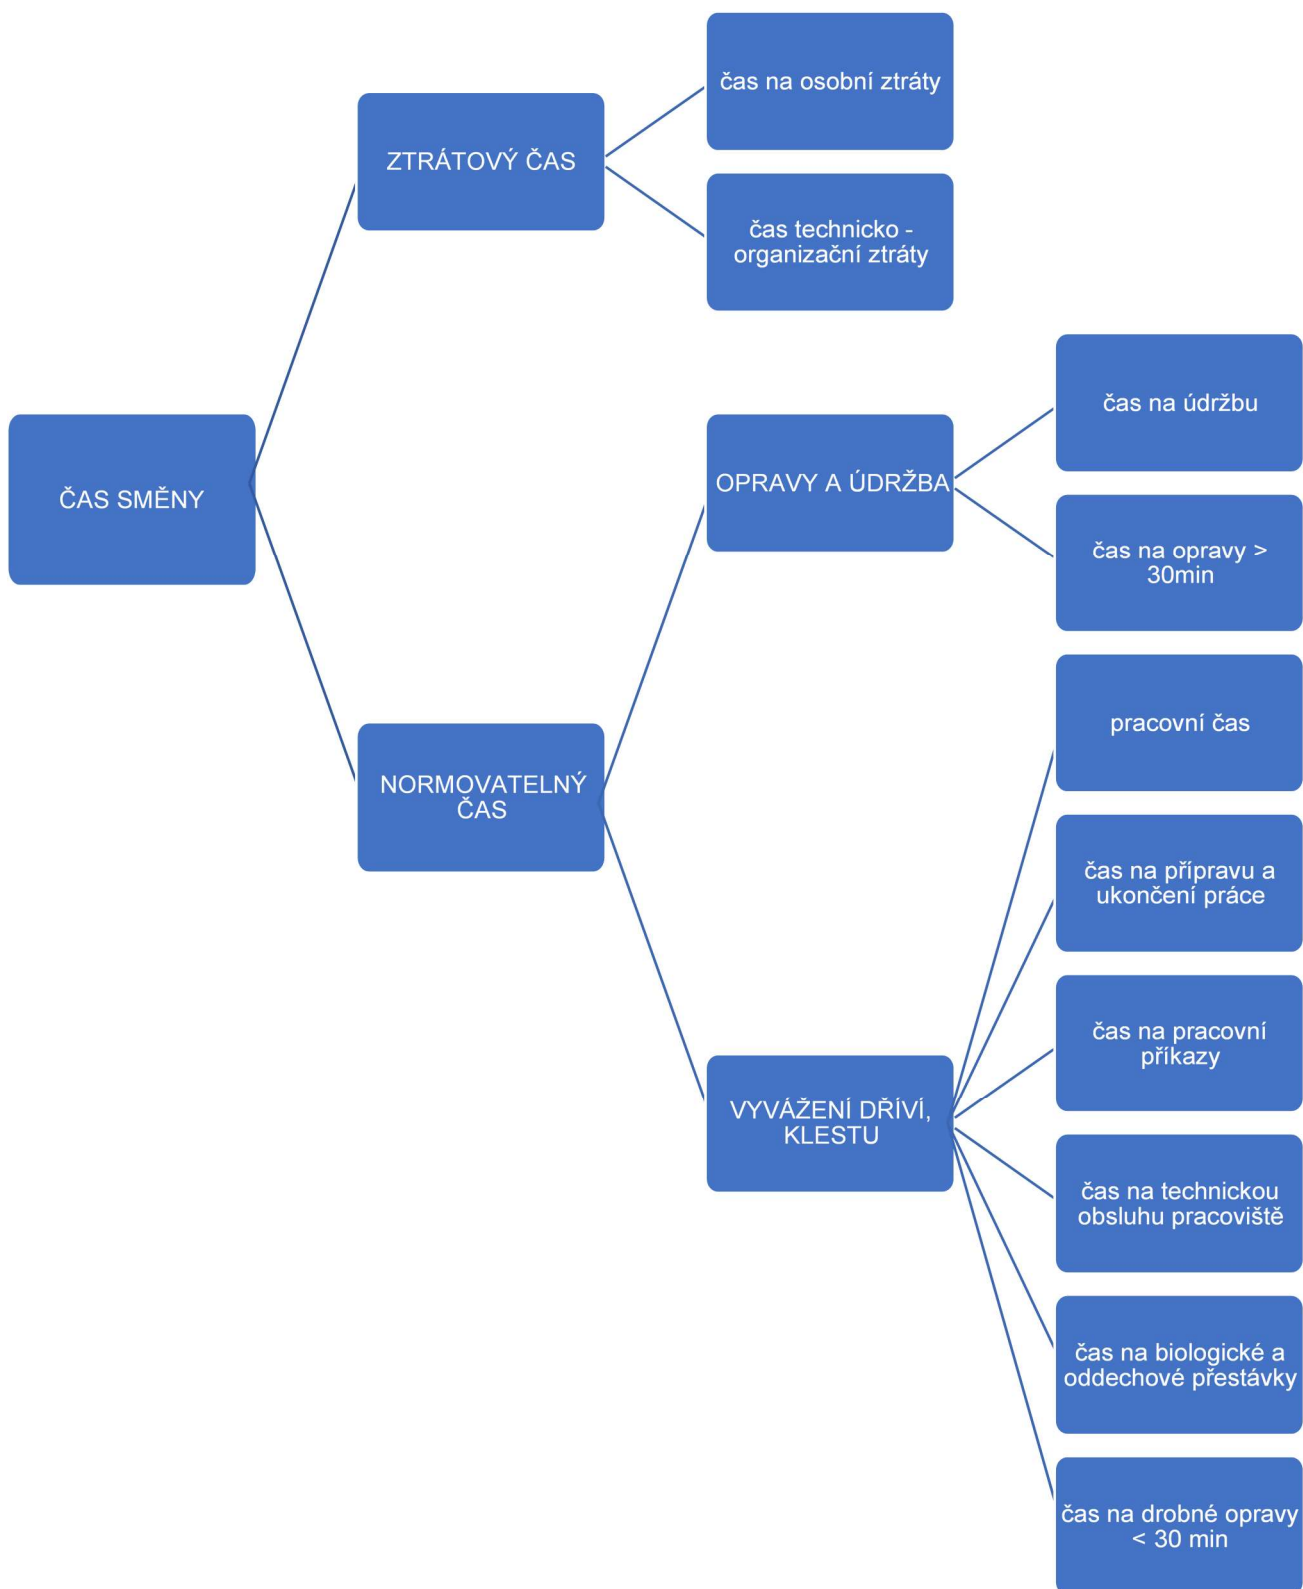 čas na osobní ztráty
ZTRÁTOVÝ ČAS
čas technicko -
organizační ztráty
čas na údržbu
OPRAVY A ÚDRŽBA
ČAS SMĚNY
čas na opravy >
30min
pracovní čas
NORMOVATELNÝ
ČAS
čas na přípravu a
ukončení práce
čas na pracovní
příkazy
VYVÁŽENÍ DŘÍVÍ,
KLESTU
čas na technickou
obsluhu pracoviště
čas na biologické a
oddechové přestávky
čas na drobné opravy
< 30 min